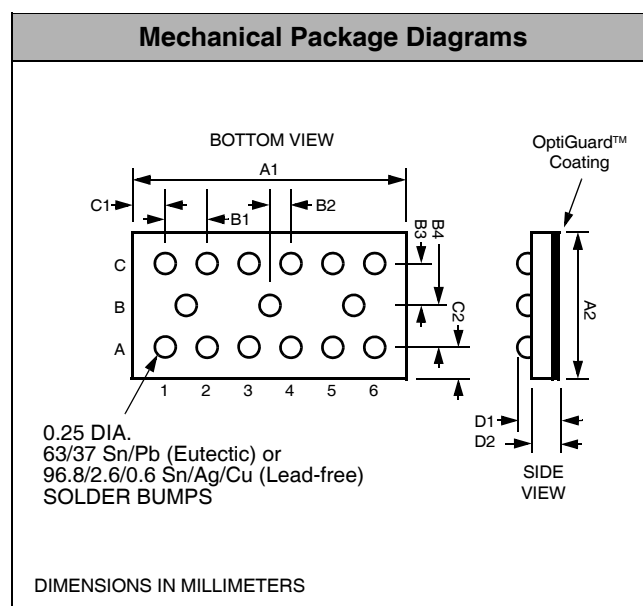 Mechanical Package Diagrams
BOTTOM VIEW
OptiGuard™
Coating
A1
C1
B1
B2
B3
B4
C2
A2
C
B
A
1 2 3 4 5 6
D1
D2
0.25 DIA.
63/37 Sn/Pb (Eutectic) or
96.8/2.6/0.6 Sn/Ag/Cu (Lead-free)
SOLDER BUMPS
SIDE
VIEW
DIMENSIONS IN MILLIMETERS